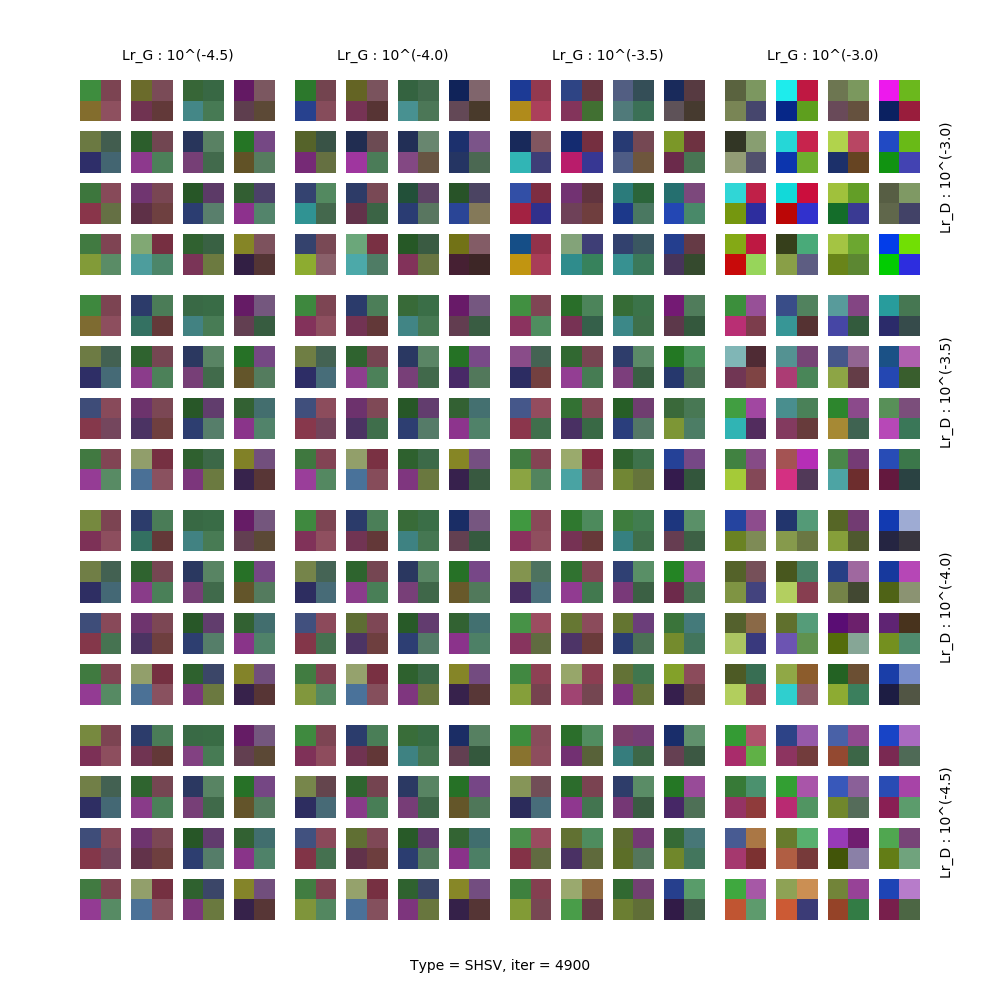 Lr_G : 10^(-4.5)
Lr_G : 10^(-4.0)
Lr_G : 10^(-3.5)
Lr_G : 10^(-3.0)
Lr_D : 10^(-3.0)
Lr_D : 10^(-3.5)
Lr_D : 10^(-4.0)
Lr_D : 10^(-4.5)
Type = SHSV, iter = 4900